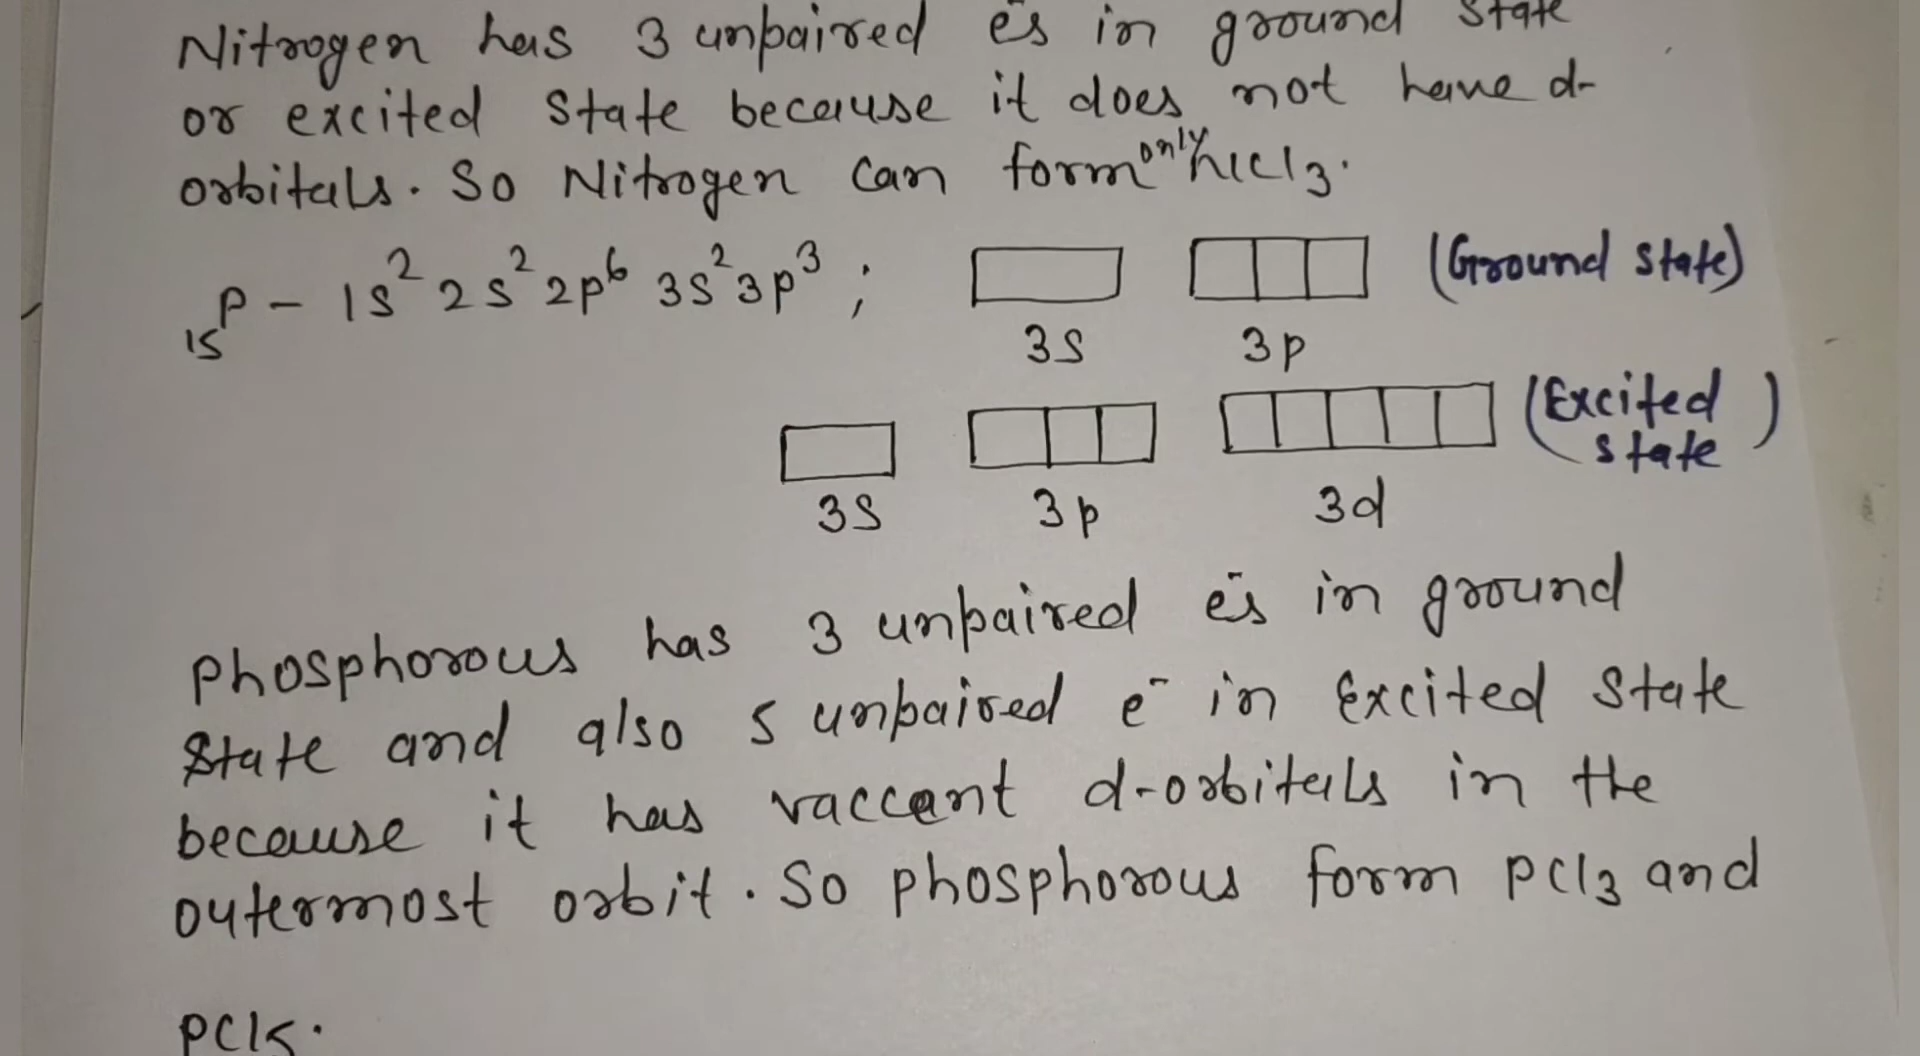 Nitrogen has 3 unpaired e⁻s in ground state
or excited state because it does not have d-
orbitals. So Nitrogen can form only NCl3.
15P - 1s² 2s² 2p⁶ 3s² 3p³ ; (Ground state)
3s 3p
(Excited state)
3s 3p 3d
Phosphorous has 3 unpaired e⁻s in ground
state and also 5 unpaired e⁻ in Excited state
because it has vaccant d-orbitals in the
outermost orbit. So phosphorous form PCl3 and
PCl5.